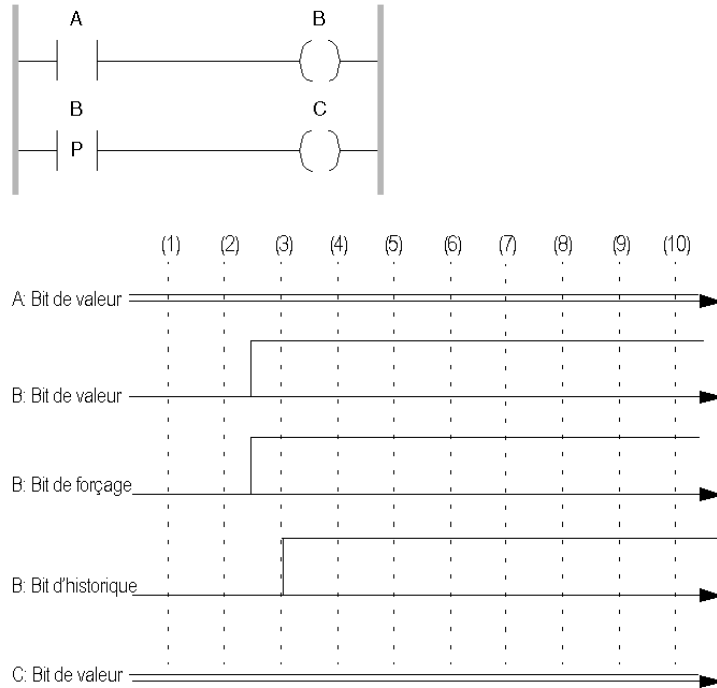 A B
B C
P
(1) (2) (3) (4) (5) (6) (7) (8) (9) (10)
A: Bit de valeur
B: Bit de valeur
B: Bit de forçage
B: Bit d'historique
C: Bit de valeur